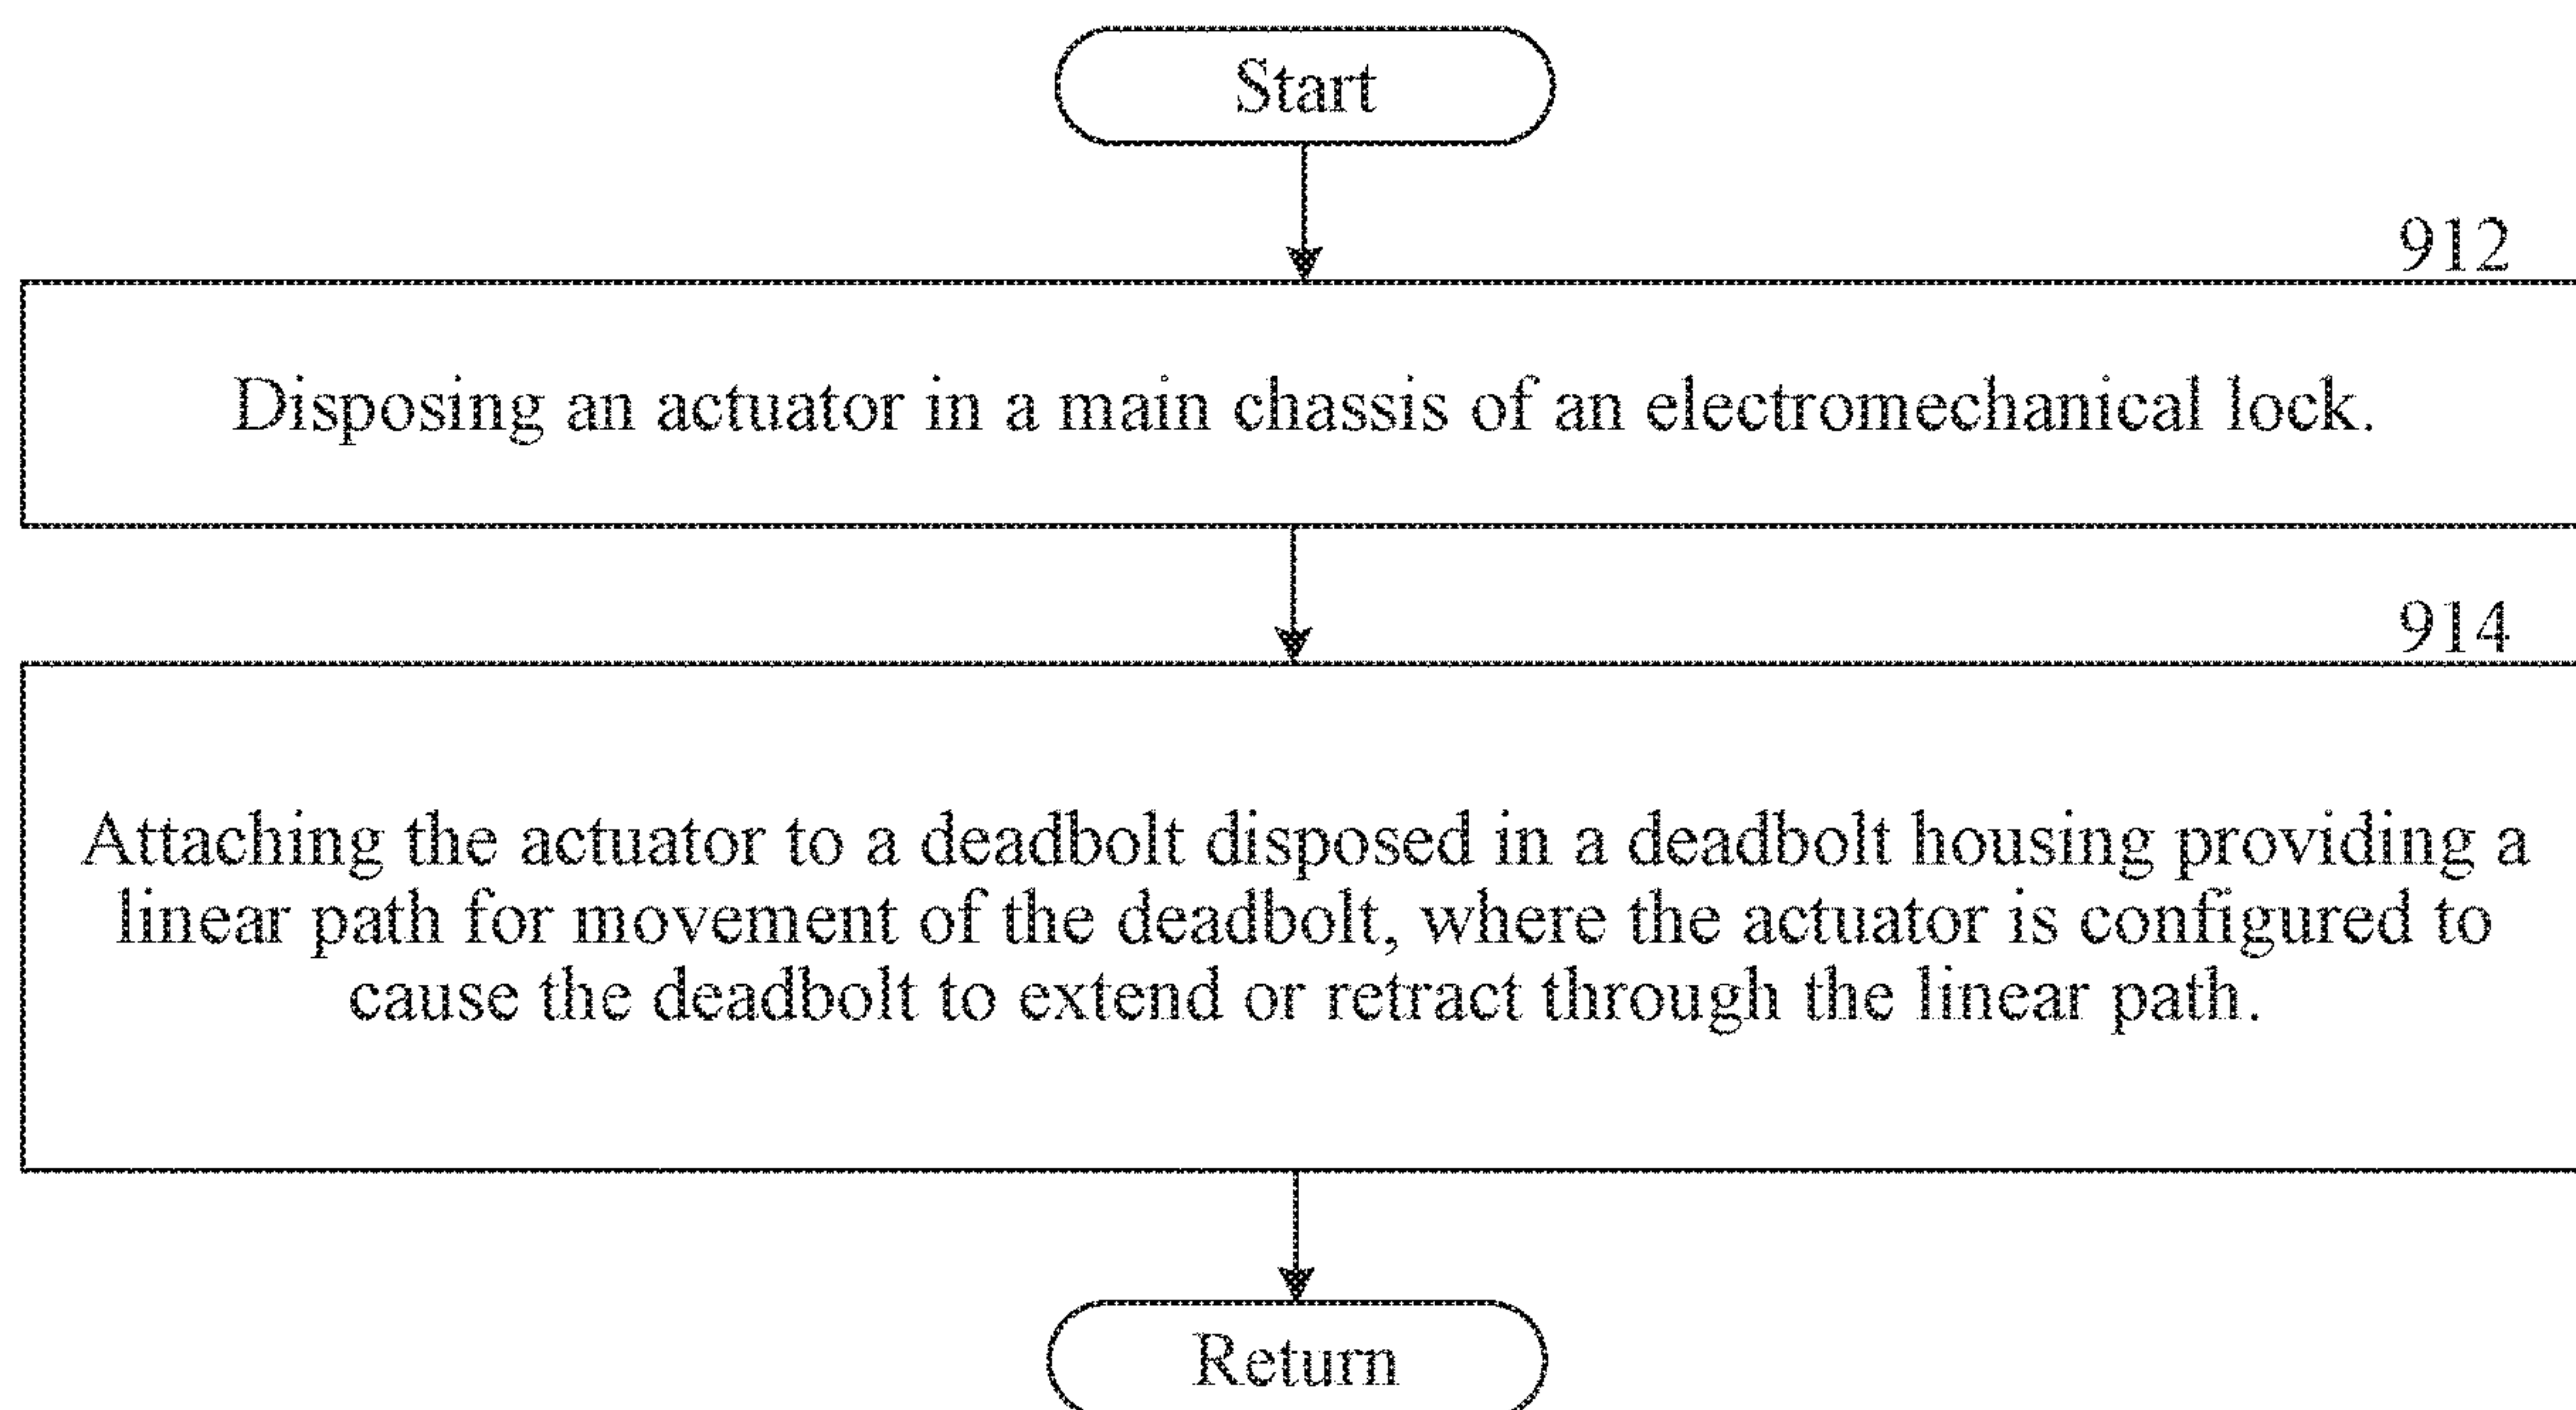 Start
912
Disposing an actuator in a main chassis of an electromechanical lock.
914
Attaching the actuator to a deadbolt disposed in a deadbolt housing providing a
linear path for movement of the deadbolt, where the actuator is configured to
cause the deadbolt to extend or retract through the linear path.
Return